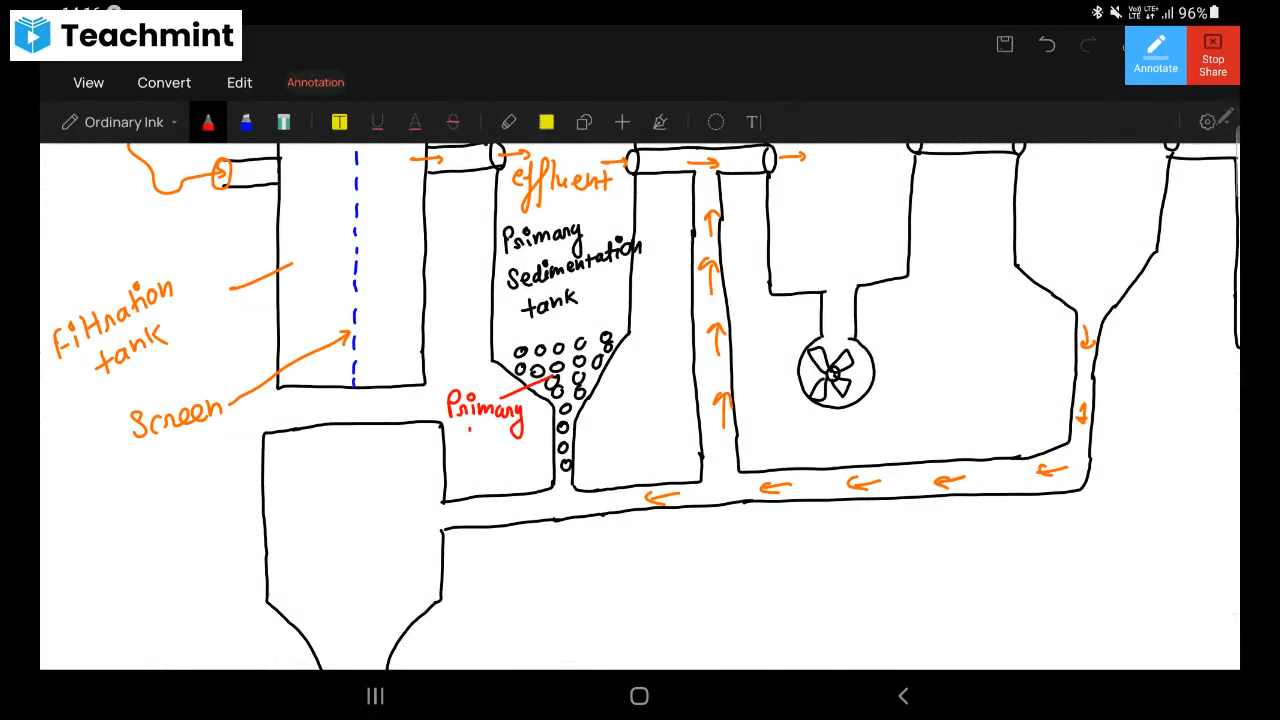 Teachmint
96%
View Convert Edit Annotation
Annotate
Stop
Share
Ordinary Ink
effluent
Primary
Sedimentation
tank
Filtration
tank
Screen
Primary